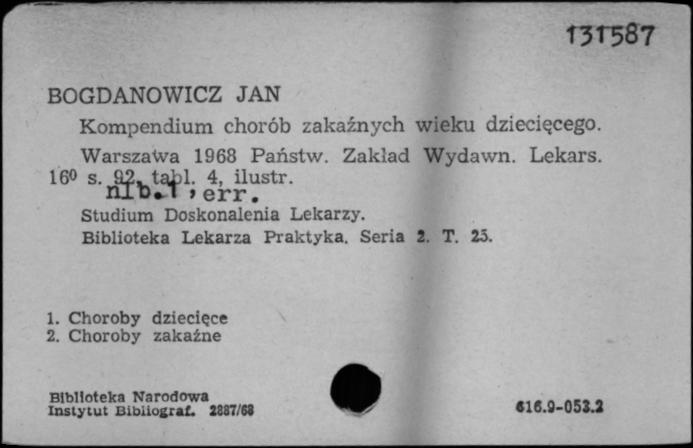 131587
BOGDANOWICZ JAN
Kompendium chorób zakaźnych wieku dziecięcego.
Warszawa 1968 Państw. Zakład Wydawn. Lekars.
16⁰ s. 92, tabl. 4, ilustr.
nlb.1, err.
Studium Doskonalenia Lekarzy.
Biblioteka Lekarza Praktyka. Seria 2. T. 25.
1. Choroby dziecięce
2. Choroby zakaźne
Biblioteka Narodowa
Instytut Bibliograf. 2887/68
616.9-053.2